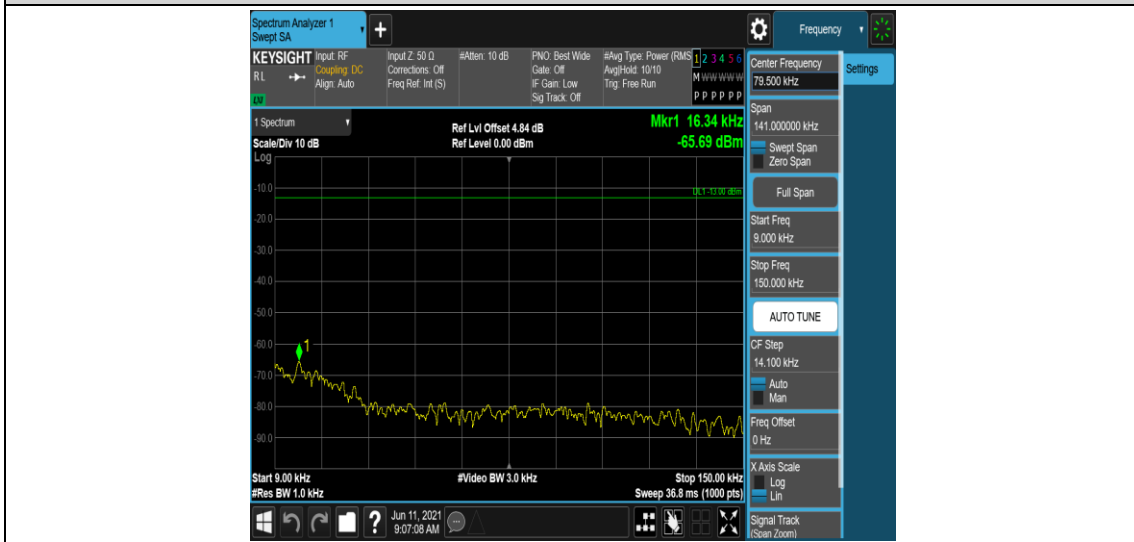 Spectrum Analyzer 1
Swept SA
+
Frequency
KEYSIGHT
RL
LXI
Input: RF
Coupling: DC
Align: Auto
Input Z: 50 Ω
Corrections: Off
Freq Ref: Int (S)
#Atten: 10 dB
PNO: Best Wide
Gate: Off
IF Gain: Low
Sig Track: Off
#Avg Type: Power (RMS
Avg|Hold: 10/10
Trig: Free Run
1 2 3 4 5 6
M W W W W W
P P P P P P
Center Frequency
79.500 kHz
Settings
Span
141.000000 kHz
Swept Span
Zero Span
Full Span
Start Freq
9.000 kHz
Stop Freq
150.000 kHz
AUTO TUNE
CF Step
14.100 kHz
Auto
Man
Freq Offset
0 Hz
X Axis Scale
Log
Lin
Signal Track
(Span Zoom)
1 Spectrum
Scale/Div 10 dB
Log
Ref Lvl Offset 4.84 dB
Ref Level 0.00 dBm
Mkr1 16.34 kHz
-65.69 dBm
DL1 -13.00 dBm
-10.0
-20.0
-30.0
-40.0
-50.0
-60.0
1
-70.0
-80.0
-90.0
Start 9.00 kHz
#Res BW 1.0 kHz
#Video BW 3.0 kHz
Stop 150.00 kHz
Sweep 36.8 ms (1000 pts)
?
Jun 11, 2021
9:07:08 AM